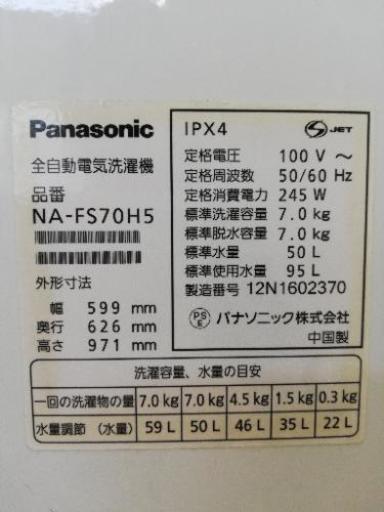 Panasonic
全自動電気洗濯機
品番
NA-FS70H5
外形寸法
幅 599 mm
奥行 626 mm
高さ 971 mm
IPX4
S JET
定格電圧 100 V ～
定格周波数 50/60 Hz
定格消費電力 245 W
標準洗濯容量 7.0 kg
標準脱水容量 7.0 kg
標準水量 50 L
標準使用水量 95 L
製造番号 12N1602370
PS E パナソニック株式会社
中国製
洗濯容量、水量の目安
一回の洗濯物の量 7.0 kg 7.0 kg 4.5 kg 1.5 kg 0.3 kg
水量調節 (水量) 59 L 50 L 46 L 35 L 22 L